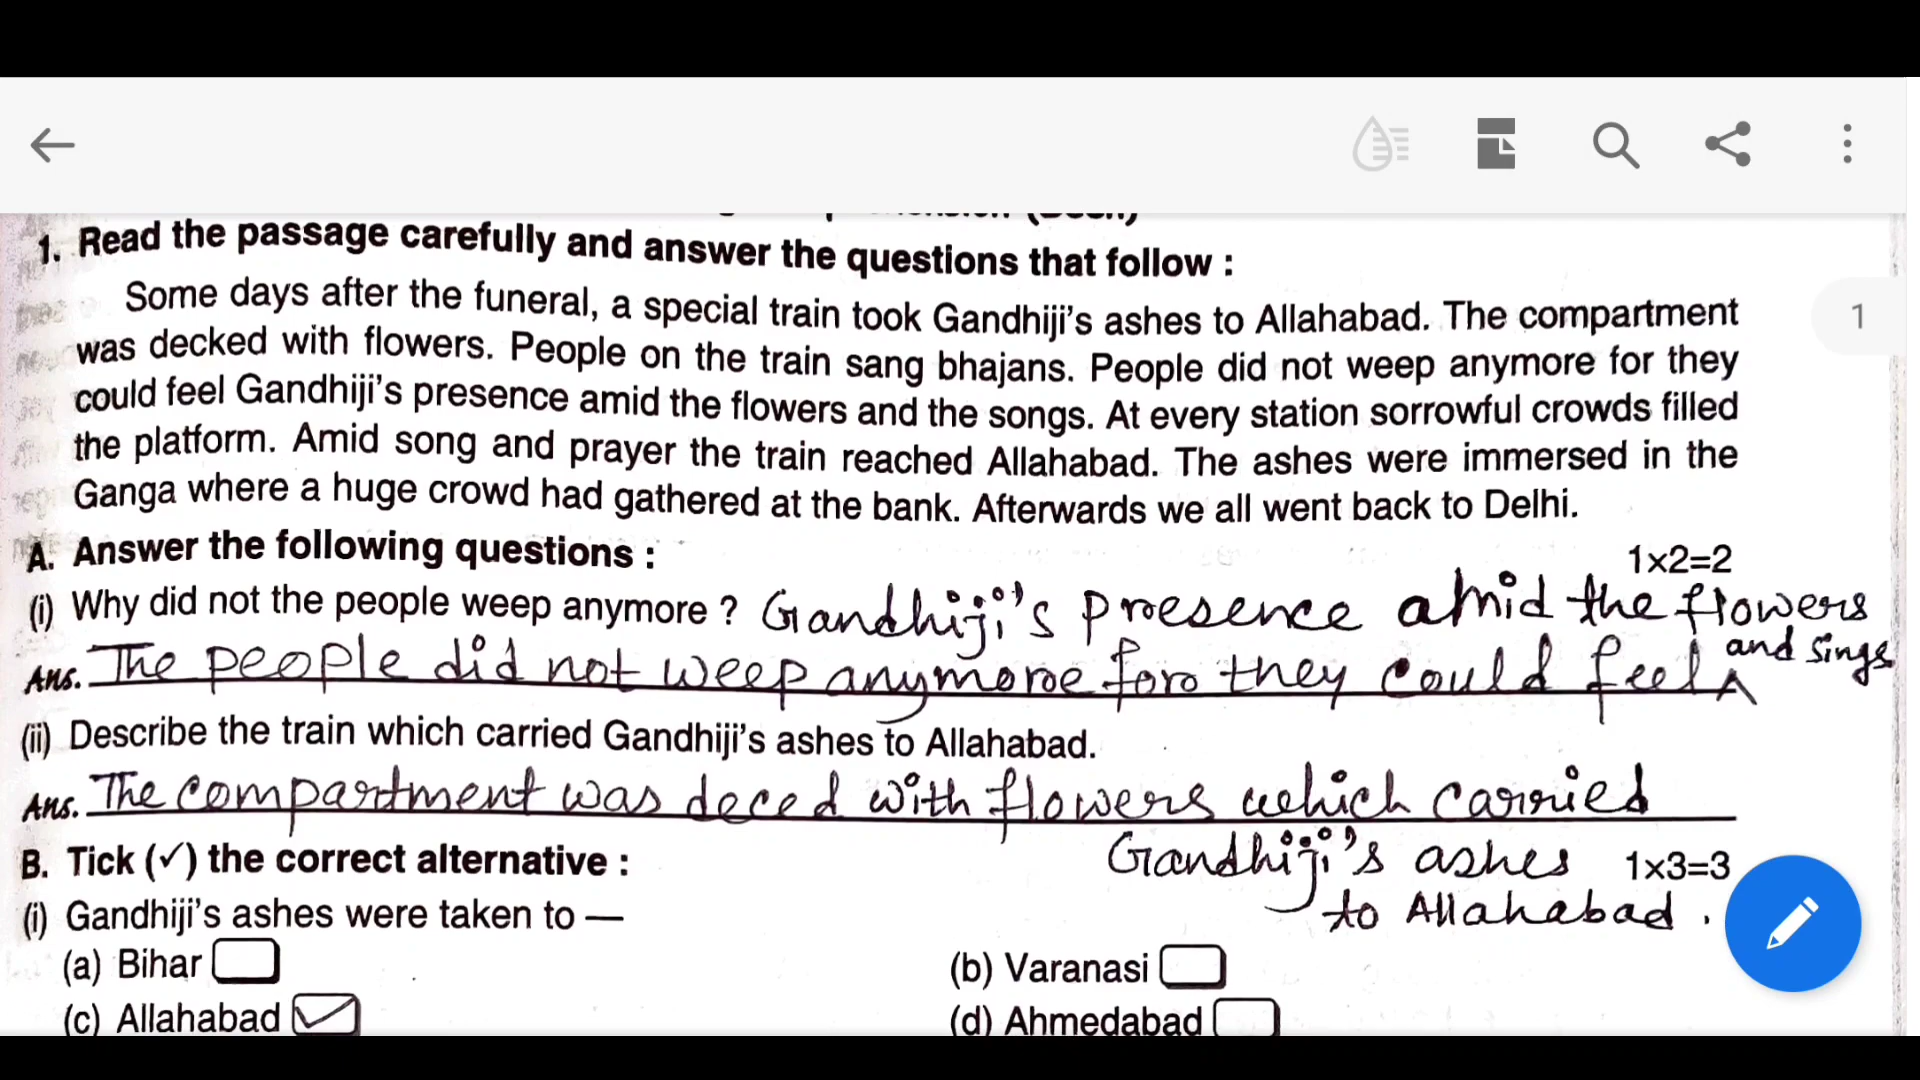 1. Read the passage carefully and answer the questions that follow :
Some days after the funeral, a special train took Gandhiji's ashes to Allahabad. The compartment
was decked with flowers. People on the train sang bhajans. People did not weep anymore for they
could feel Gandhiji's presence amid the flowers and the songs. At every station sorrowful crowds filled
the platform. Amid song and prayer the train reached Allahabad. The ashes were immersed in the
Ganga where a huge crowd had gathered at the bank. Afterwards we all went back to Delhi.
1
A. Answer the following questions :
1×2=2
(i) Why did not the people weep anymore ? Gandhiji's presence amid the flowers
and sings
Ans. The people did not weep anymore for they could feel
(ii) Describe the train which carried Gandhiji's ashes to Allahabad.
Ans. The compartment was deced with flowers which carried
Gandhiji's ashes
to Allahabad.
B. Tick (✓) the correct alternative :
1×3=3
(i) Gandhiji's ashes were taken to —
(a) Bihar
(b) Varanasi
(c) Allahabad ✓
(d) Ahmedabad